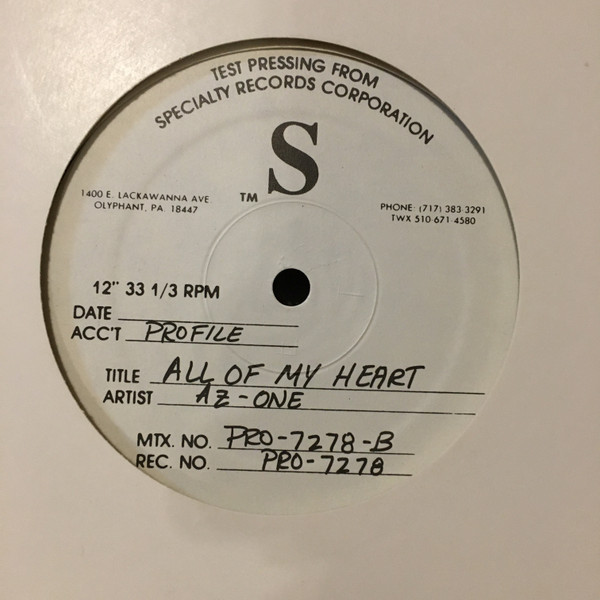 TEST PRESSING FROM
SPECIALTY RECORDS CORPORATION
S
TM
1400 E. LACKAWANNA AVE.
OLYPHANT, PA. 18447
PHONE: (717) 383-3291
TWX 510-671-4580
12" 33 1/3 RPM
DATE
ACC'T PROFILE
TITLE ALL OF MY HEART
ARTIST AZ-ONE
MTX. NO. PRO-7278-B
REC. NO. PRO-7278